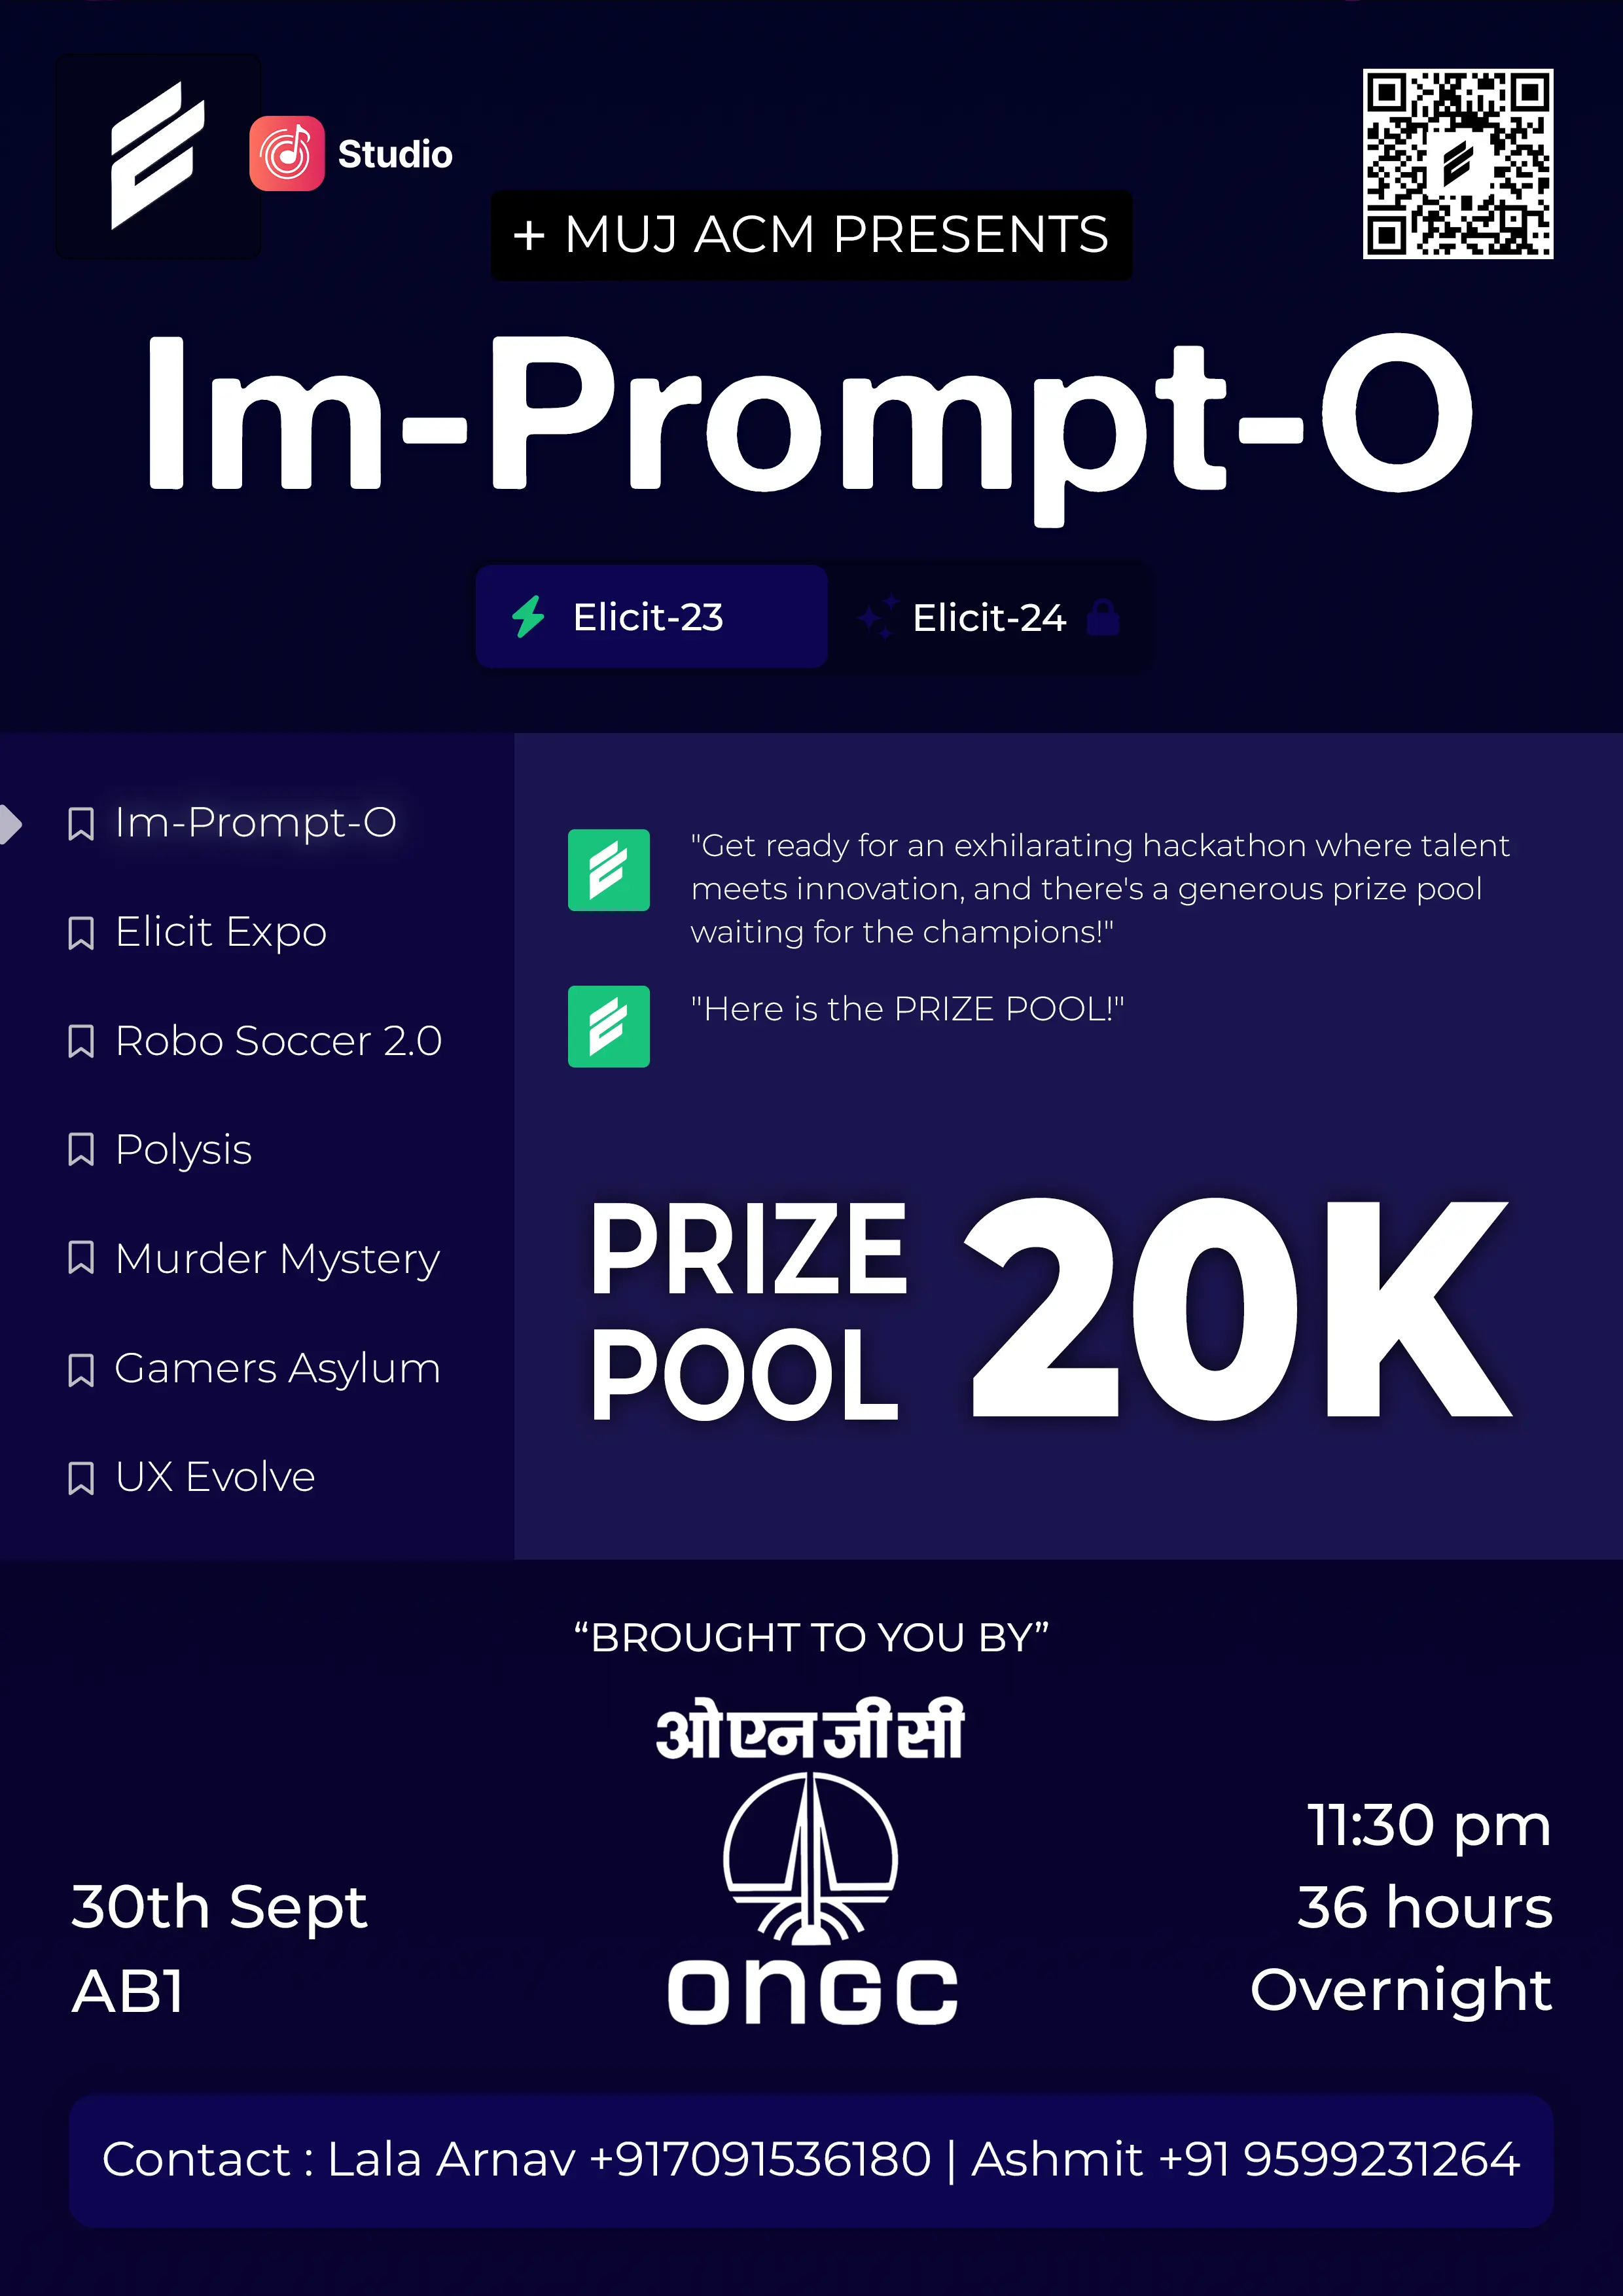 Studio
+ MUJ ACM PRESENTS
Im-Prompt-O
Elicit-23
Elicit-24
Im-Prompt-O
Elicit Expo
Robo Soccer 2.0
Polysis
Murder Mystery
Gamers Asylum
UX Evolve
"Get ready for an exhilarating hackathon where talent
meets innovation, and there's a generous prize pool
waiting for the champions!"
"Here is the PRIZE POOL!"
PRIZE
POOL
20K
“BROUGHT TO YOU BY”
ओएनजीसी
ONGC
30th Sept
AB1
11:30 pm
36 hours
Overnight
Contact : Lala Arnav +917091536180 | Ashmit +91 9599231264